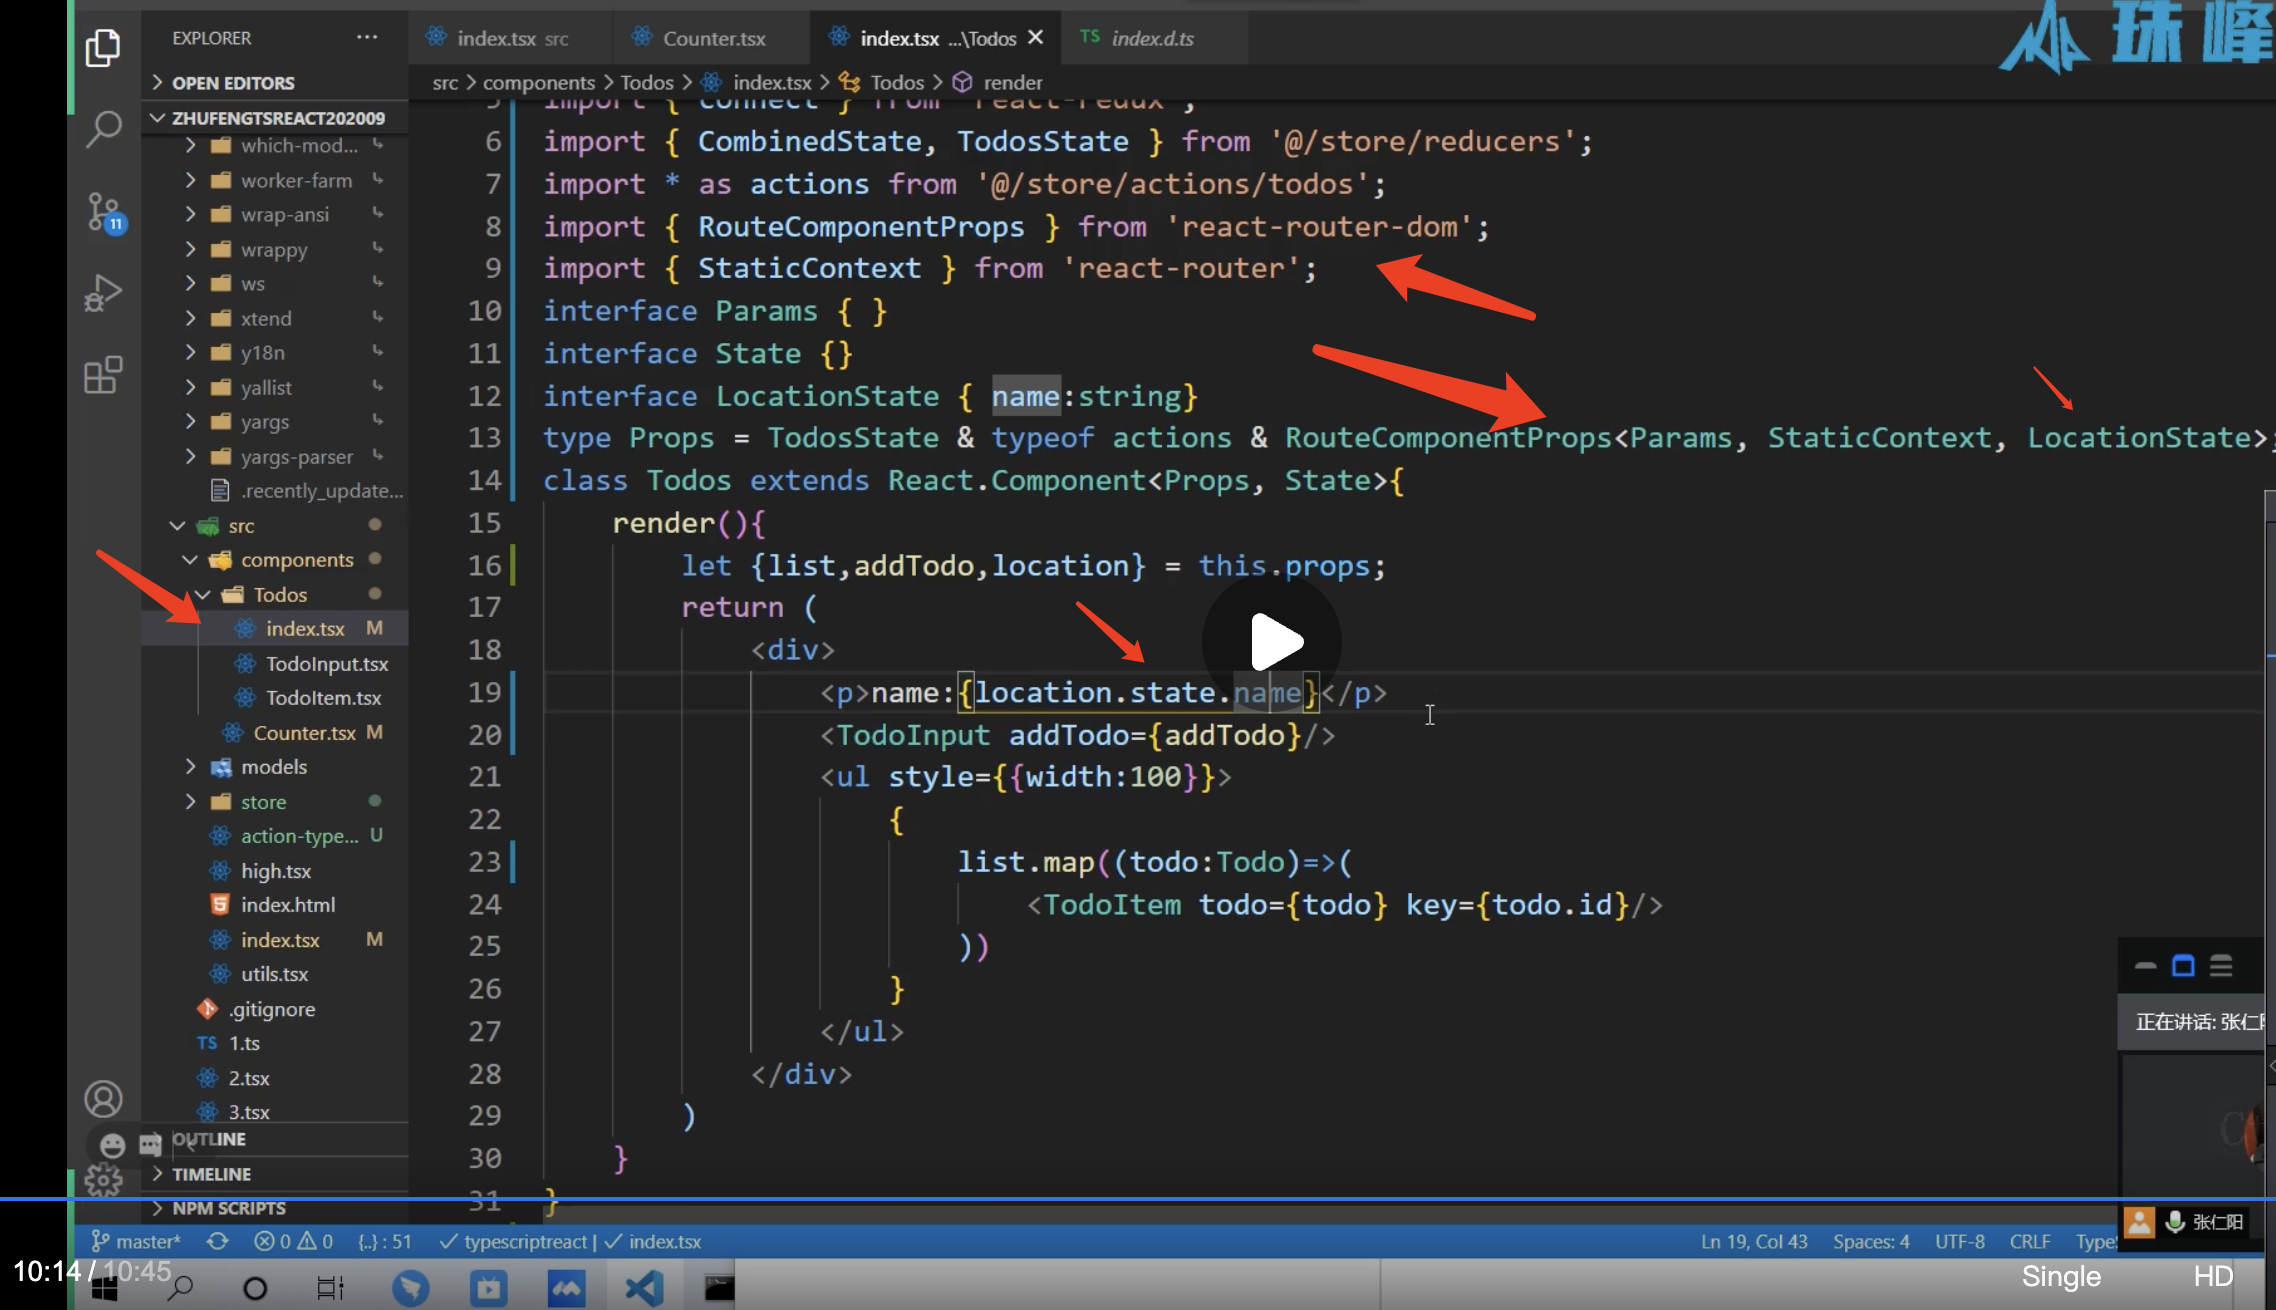 EXPLORER ···
OPEN EDITORS
ZHUFENGTSREACT202009
which-mod...
worker-farm
wrap-ansi
wrappy
ws
xtend
y18n
yallist
yargs
yargs-parser
.recently_update...
src
components
Todos
index.tsx M
TodoInput.tsx
TodoItem.tsx
Counter.tsx M
models
store
action-type... U
high.tsx
index.html
index.tsx M
utils.tsx
.gitignore
TS 1.ts
2.tsx
3.tsx
OUTLINE
TIMELINE
NPM SCRIPTS
11
index.tsx src
Counter.tsx
index.tsx ...\Todos
TS index.d.ts
珠峰
src > components > Todos > index.tsx > Todos > render
5 import { connect } from 'react-redux';
6 import { CombinedState, TodosState } from '@/store/reducers';
7 import * as actions from '@/store/actions/todos';
8 import { RouteComponentProps } from 'react-router-dom';
9 import { StaticContext } from 'react-router';
10 interface Params { }
11 interface State {}
12 interface LocationState { name:string}
13 type Props = TodosState & typeof actions & RouteComponentProps<Params, StaticContext, LocationState>;
14 class Todos extends React.Component<Props, State>{
15 render(){
16 let {list,addTodo,location} = this.props;
17 return (
18 <div>
19 <p>name:{location.state.name}</p>
20 <TodoInput addTodo={addTodo}/>
21 <ul style={{width:100}}>
22 {
23 list.map((todo:Todo)=>(
24 <TodoItem todo={todo} key={todo.id}/>
25 ))
26 }
27 </ul>
28 </div>
29 )
30 }
31 }
正在讲话: 张仁
张仁阳
master* 0 0 {..} : 51 typescriptreact | index.tsx
Ln 19, Col 43 Spaces: 4 UTF-8 CRLF
10:14 / 10:45
Single HD